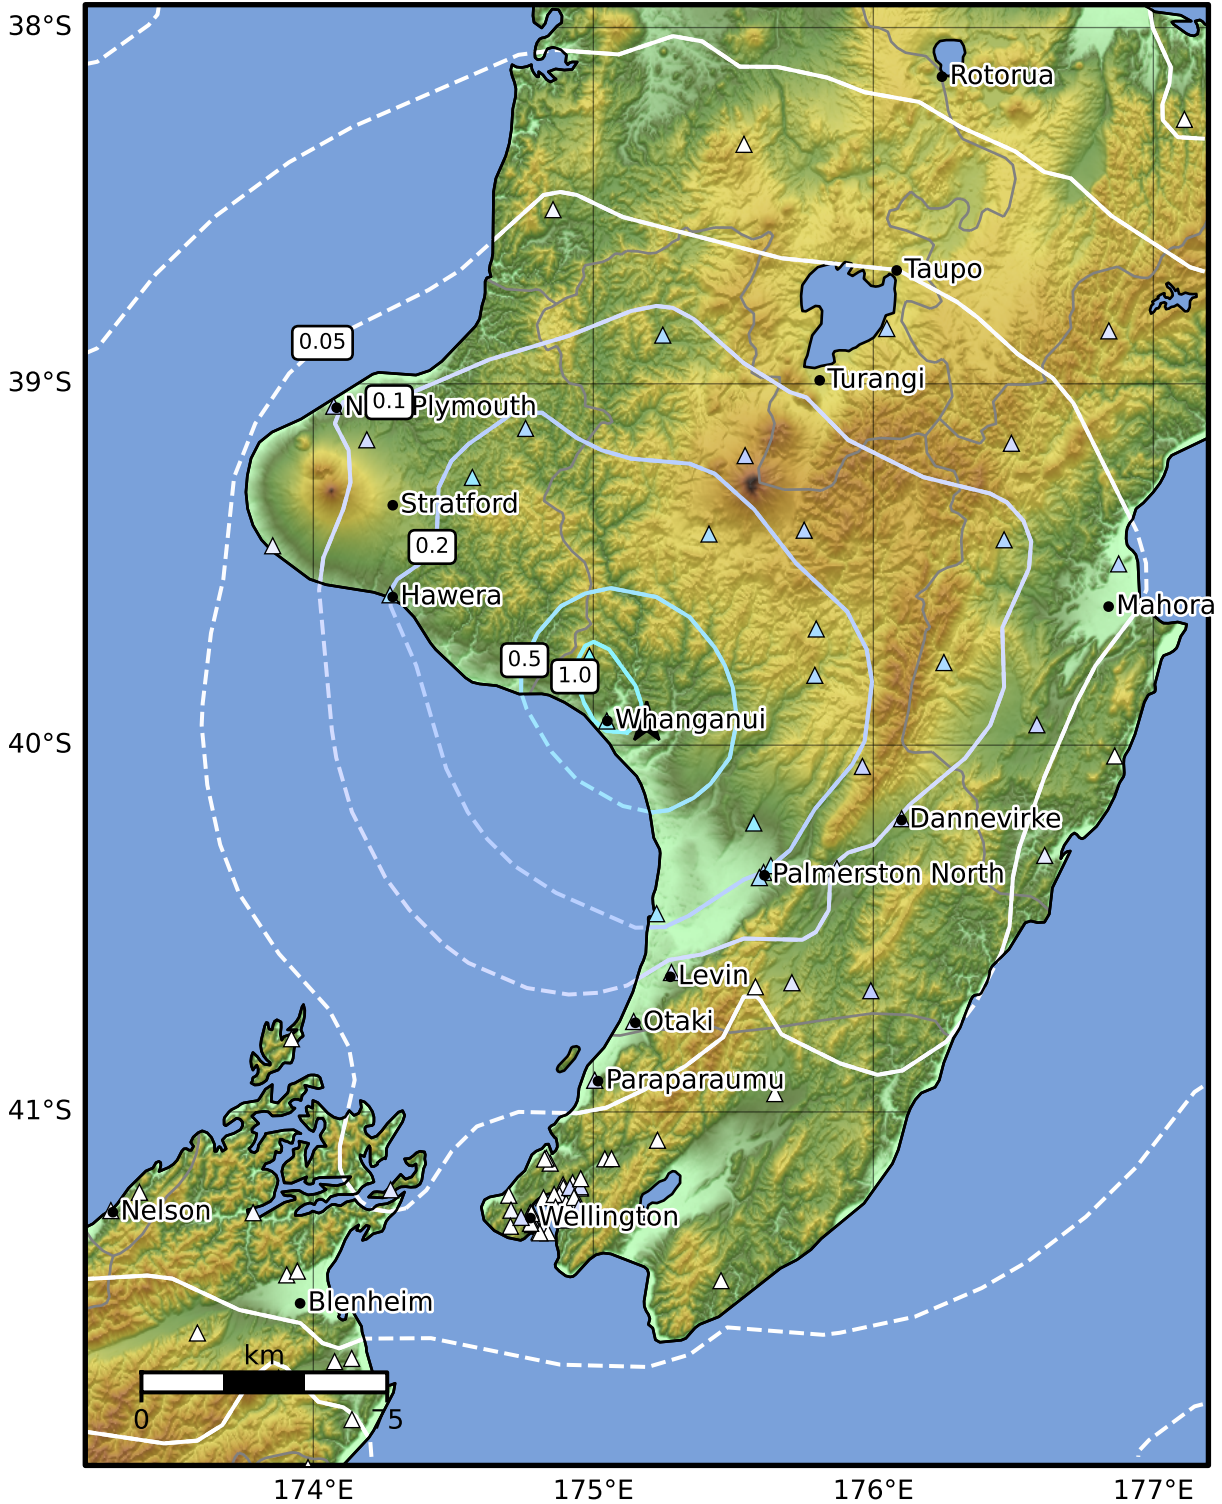 38°S
Rotorua
Taupo
0.05
39°S
Turangi
N
0.1
Plymouth
Stratford
0.2
Hawera
Mahora
0.5
1.0
Whanganui
40°S
Dannevirke
Palmerston North
Levin
Otaki
Paraparaumu
41°S
Nelson
Wellington
Blenheim
km
0
75
174°E
175°E
176°E
177°E